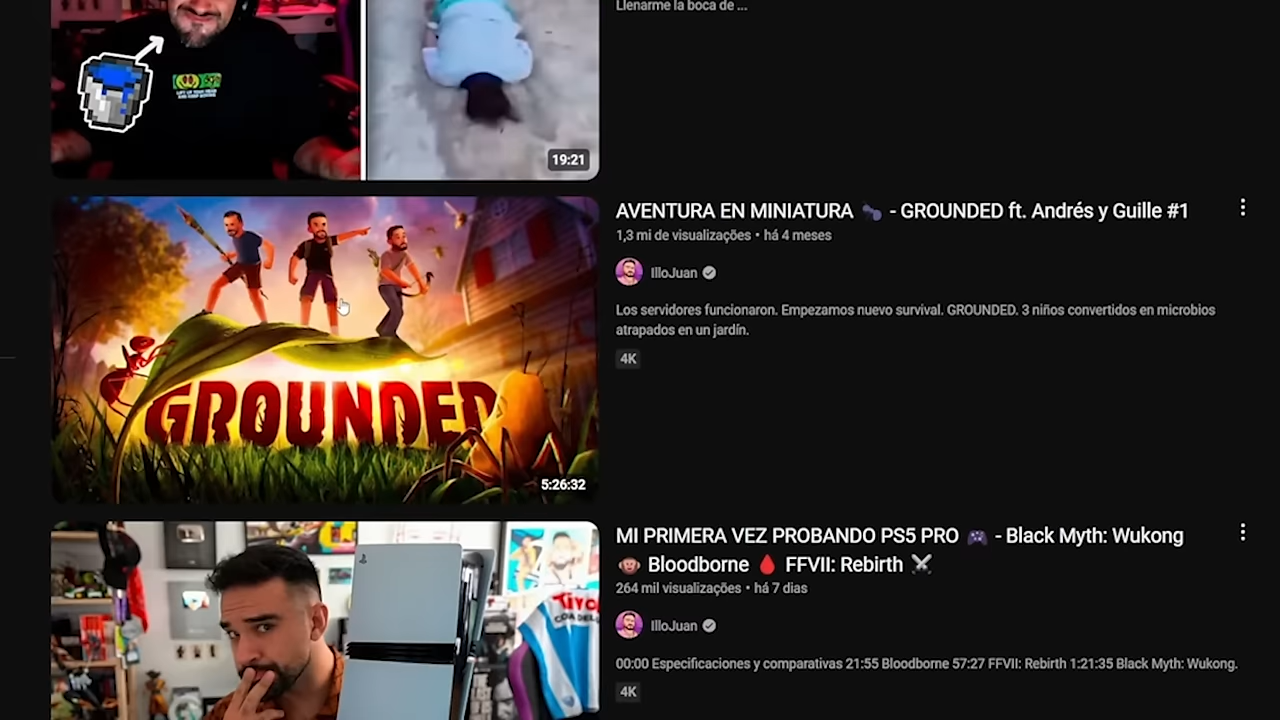 Llenarme la boca de ...
19:21
AVENTURA EN MINIATURA - GROUNDED ft. Andrés y Guille #1
1,3 mi de visualizações • há 4 meses
IlloJuan
Los servidores funcionaron. Empezamos nuevo survival. GROUNDED. 3 niños convertidos en microbios
atrapados en un jardín.
4K
GROUNDED
5:26:32
MI PRIMERA VEZ PROBANDO PS5 PRO 🎮 - Black Myth: Wukong
🐵 Bloodborne 🩸 FFVII: Rebirth ⚔️
264 mil visualizações • há 7 dias
IlloJuan
00:00 Especificaciones y comparativas 21:55 Bloodborne 57:27 FFVII: Rebirth 1:21:35 Black Myth: Wukong.
4K